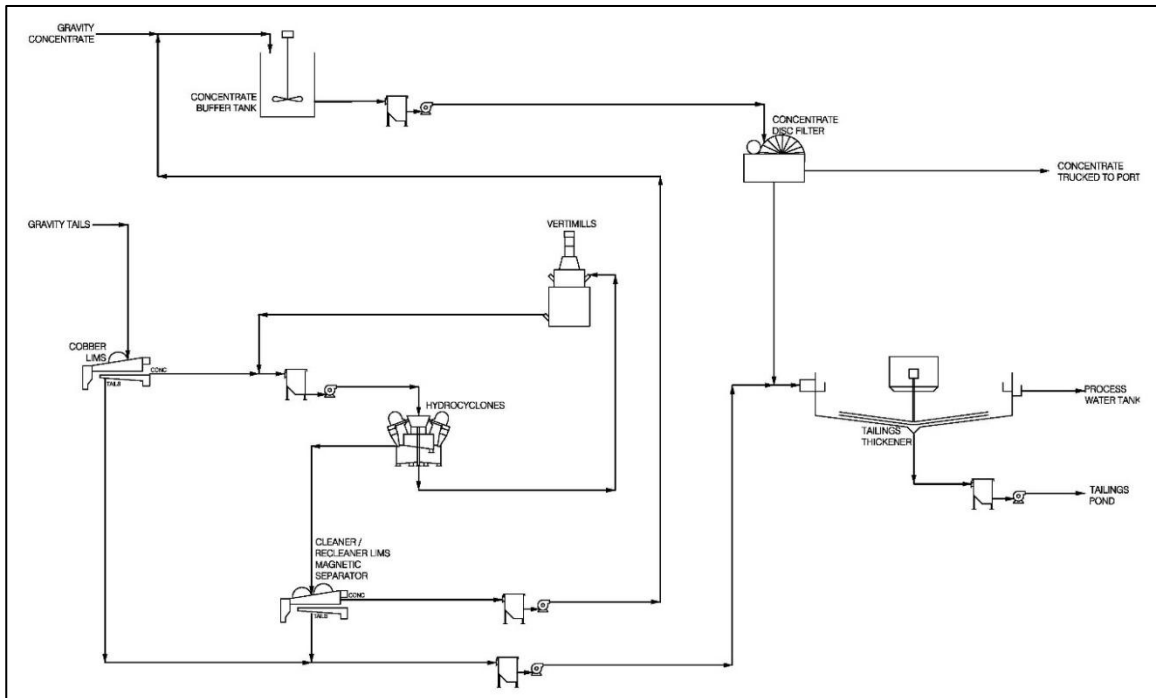 GRAVITY
CONCENTRATE
CONCENTRATE
BUFFER TANK
CONCENTRATE
DISC FILTER
CONCENTRATE
TRUCKED TO PORT
GRAVITY TAILS
VERTIMILLS
COBBER
LIMS
CONC
TAILS
HYDROCYCLONES
PROCESS
WATER TANK
TAILINGS
THICKENER
TAILINGS
POND
CLEANER /
RECLEANER LIMS
MAGNETIC
SEPARATOR
CONC
TAILS